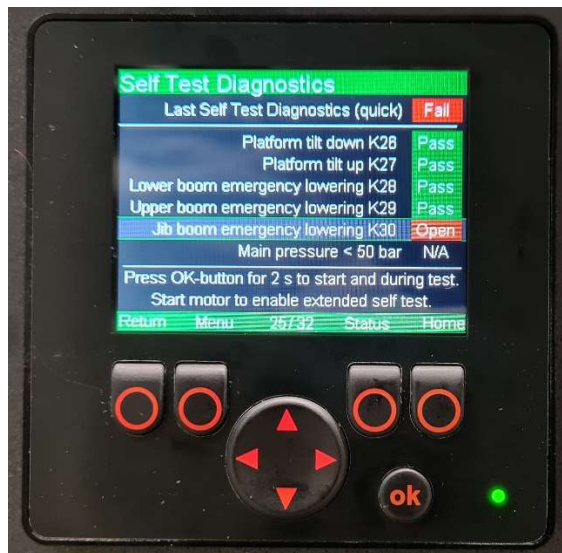 Self Test Diagnostics
Last Self Test Diagnostics (quick) Fail
Platform tilt down K26 Pass
Platform tilt up K27 Pass
Lower boom emergency lowering K28 Pass
Upper boom emergency lowering K29 Pass
Jib boom emergency lowering K30 Open
Main pressure < 50 bar N/A
Press OK-button for 2 s to start and during test.
Start motor to enable extended self test.
Return Menu 25/32 Status Home
ok